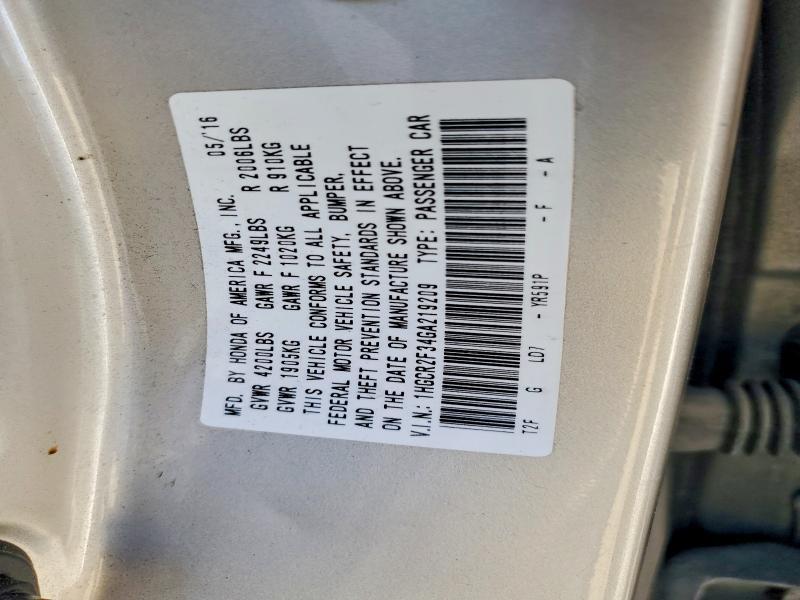 MFD. BY HONDA OF AMERICA MFG., INC. 05/'16
GVWR 4200LBS GAWR F 2249LBS R 2006LBS
GVWR 1905KG GAWR F 1020KG R 910KG
THIS VEHICLE CONFORMS TO ALL APPLICABLE
FEDERAL MOTOR VEHICLE SAFETY, BUMPER,
AND THEFT PREVENTION STANDARDS IN EFFECT
ON THE DATE OF MANUFACTURE SHOWN ABOVE.
V.I.N.: 1HGCR2F34GA219209 TYPE: PASSENGER CAR
T2F G LD7 - YR591P - F - A